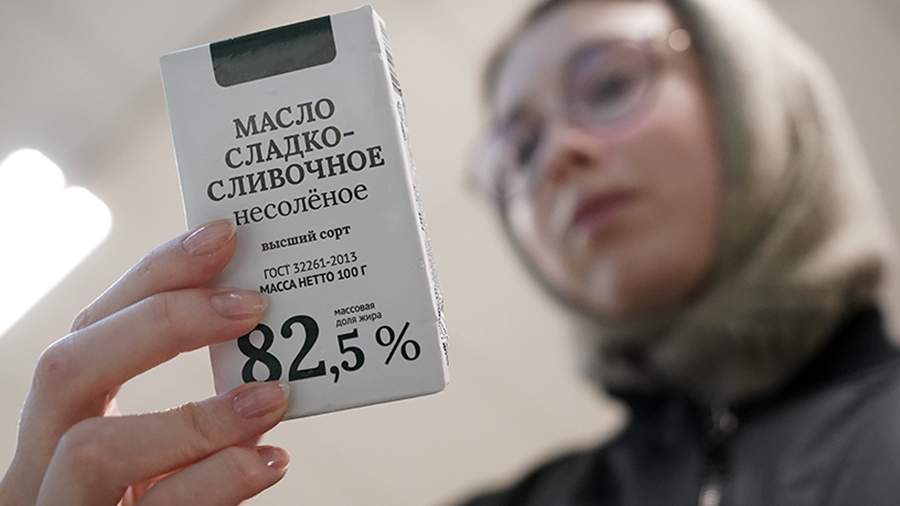 МАСЛО
СЛАДКО-
СЛИВОЧНОЕ
несолёное
высший сорт
ГОСТ 32261-2013
МАССА НЕТТО 100 Г
массовая
доля жира
82,5 %